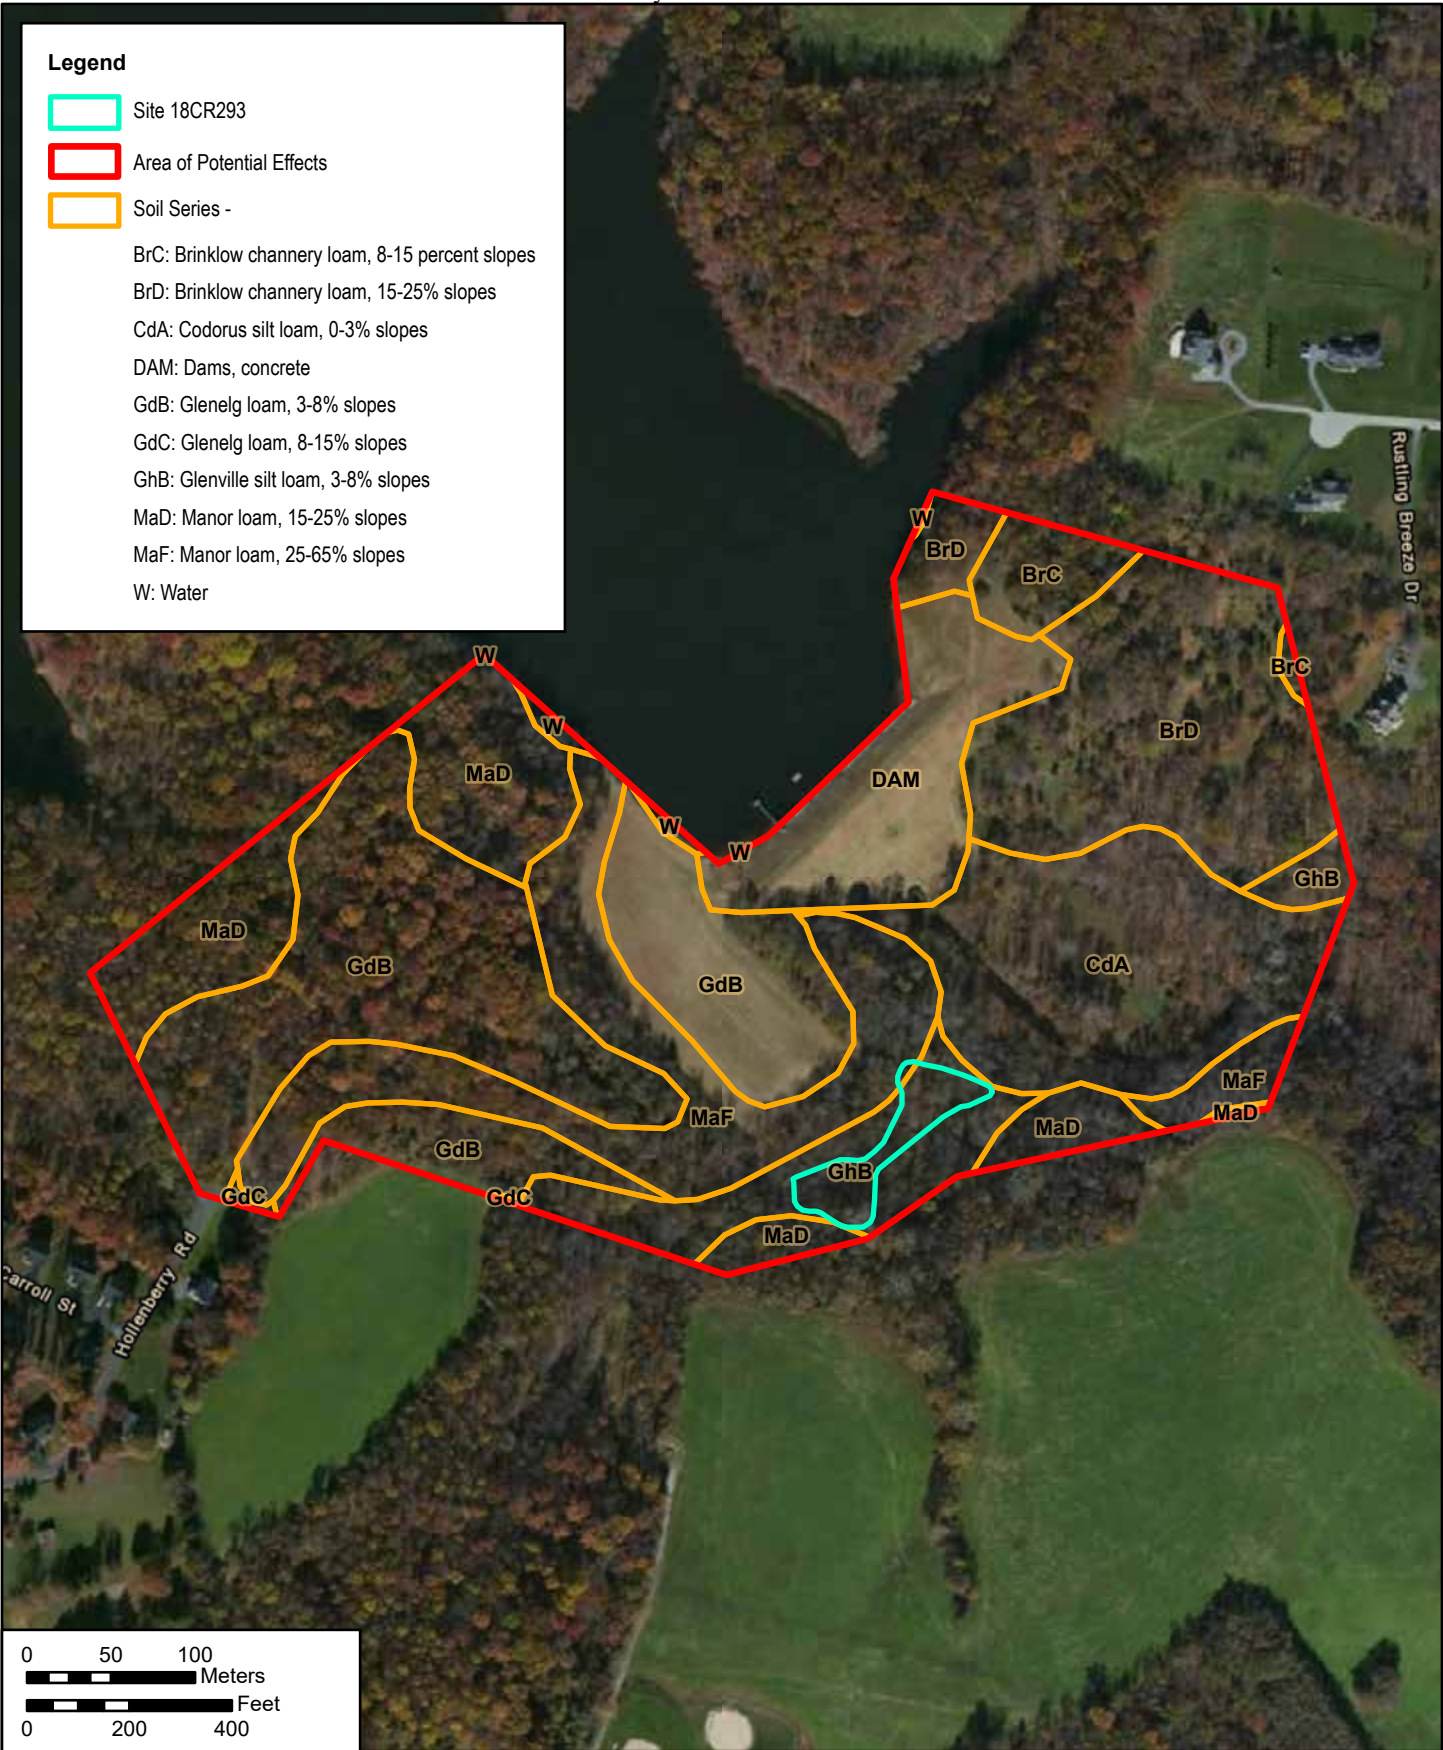 Legend
Site 18CR293
Area of Potential Effects
Soil Series -
BrC: Brinklow channery loam, 8-15 percent slopes
BrD: Brinklow channery loam, 15-25% slopes
CdA: Codorus silt loam, 0-3% slopes
DAM: Dams, concrete
GdB: Glenelg loam, 3-8% slopes
GdC: Glenelg loam, 8-15% slopes
GhB: Glenville silt loam, 3-8% slopes
MaD: Manor loam, 15-25% slopes
MaF: Manor loam, 25-65% slopes
W: Water
Rustling Breeze Dr
W
BrD
BrC
W
BrC
W
BrD
MaD
DAM
W
W
GhB
MaD
GdB
CdA
GdB
MaF
MaF
MaD
MaD
GdB
GhB
GdC
GdC
MaD
Carroll St
Hollenberry Rd
0 50 100
Meters
Feet
0 200 400